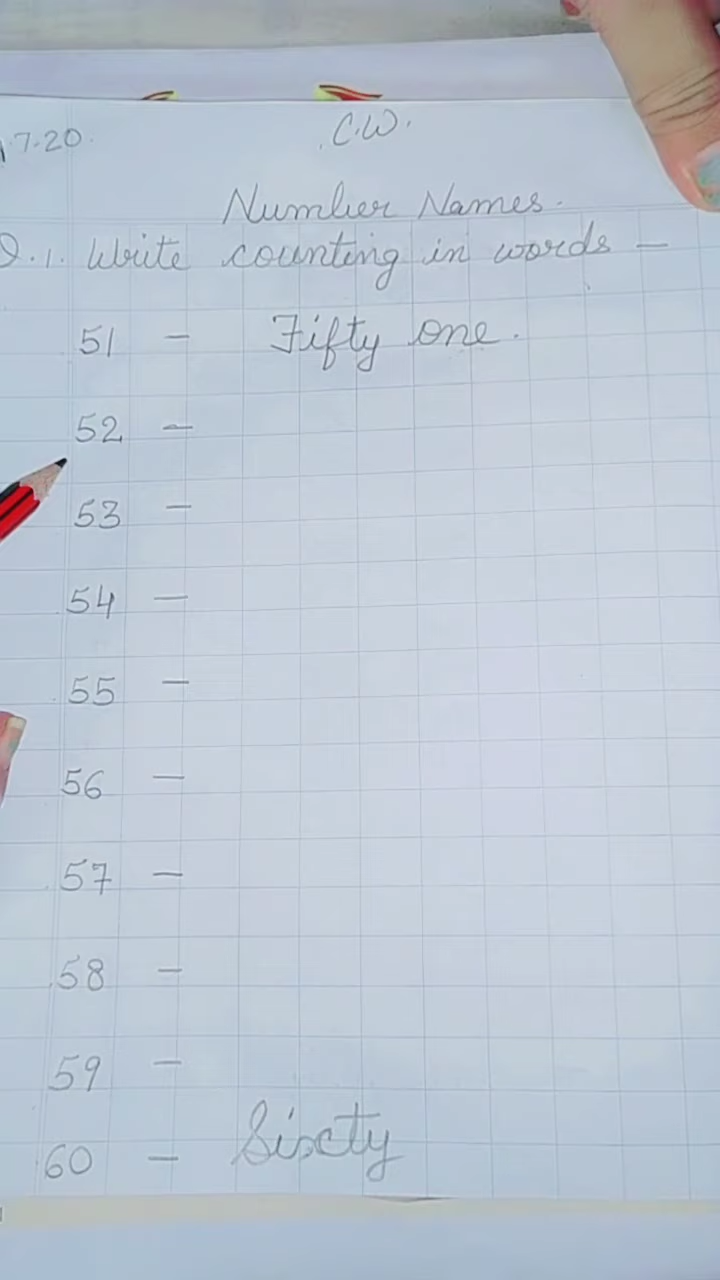 7.20.
C.W.
Number Names.
Q.1. Write counting in words —
51 — Fifty one.
52 —
53 —
54 —
55 —
56 —
57 —
58 —
59 —
60 — Sixty